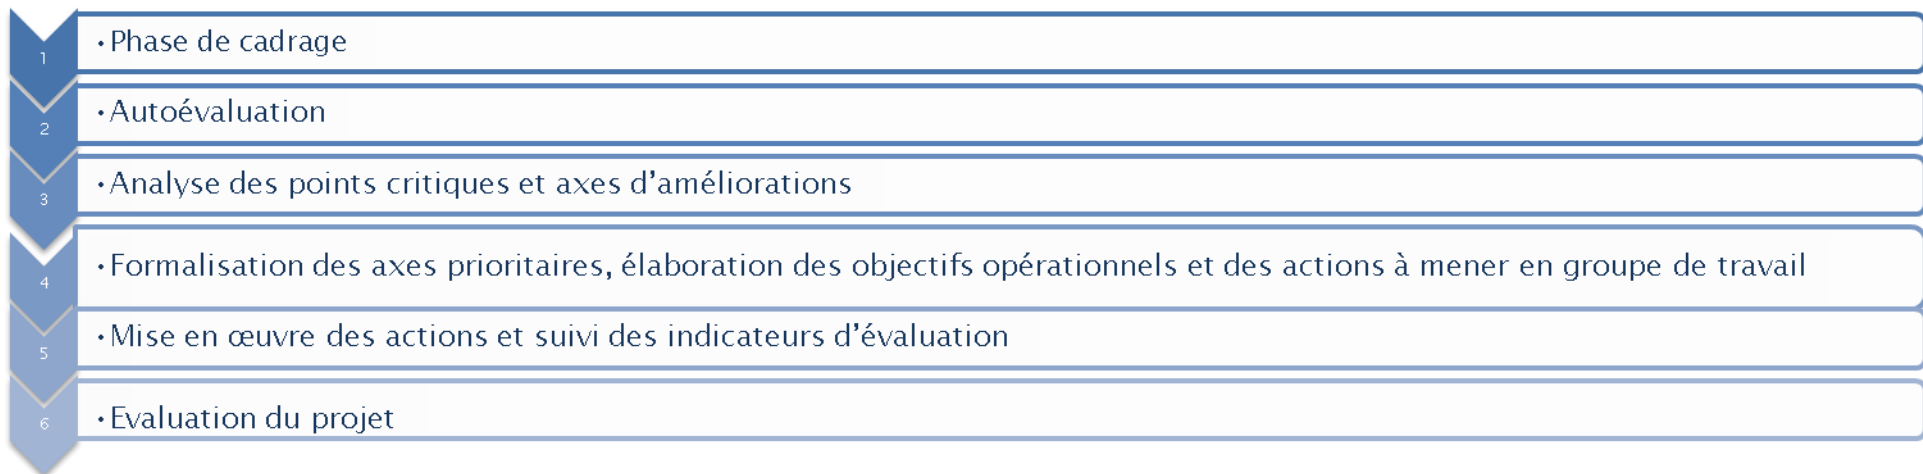 1
•Phase de cadrage
2
•Autoévaluation
3
•Analyse des points critiques et axes d’améliorations
4
•Formalisation des axes prioritaires, élaboration des objectifs opérationnels et des actions à mener en groupe de travail
5
•Mise en œuvre des actions et suivi des indicateurs d’évaluation
6
•Evaluation du projet